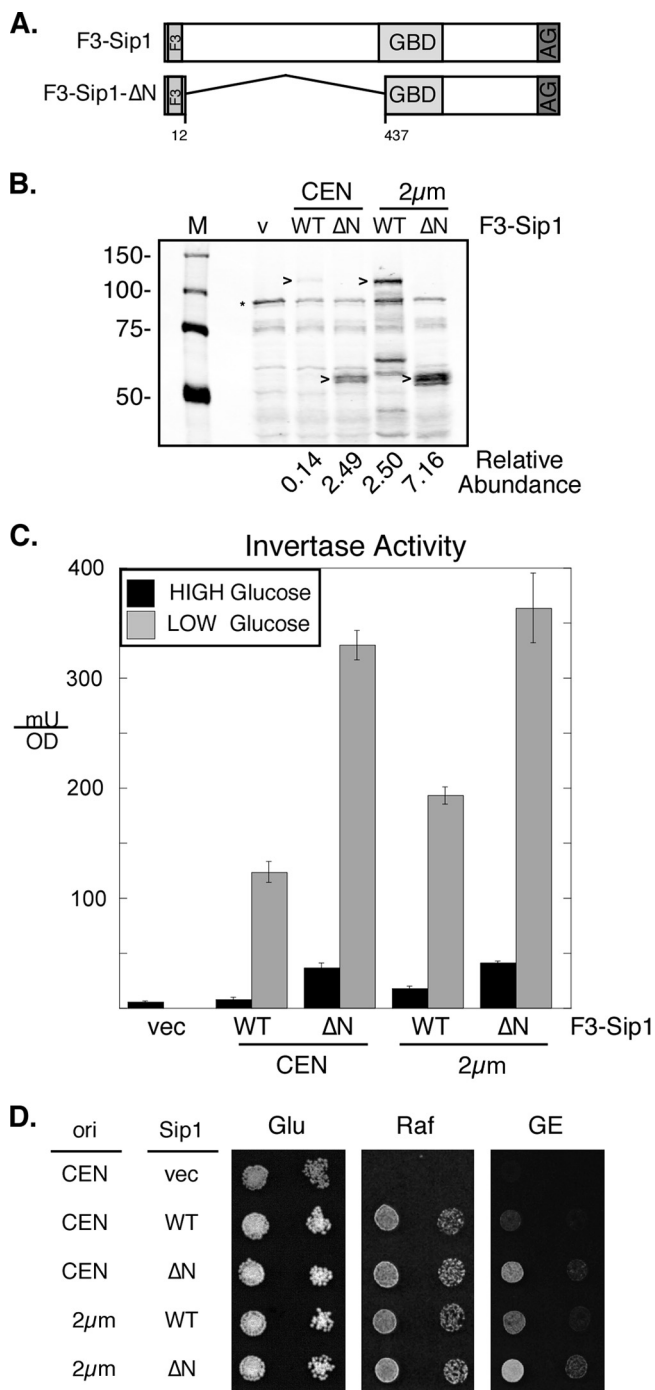 A.
F3-Sip1
F3
GBD
AG
F3-Sip1-ΔN
F3
GBD
AG
12
437
B.
CEN
2µm
M
v
WT
ΔN
WT
ΔN
F3-Sip1
150-
100-
75-
50-
*
>
>
>
>
0.14
2.49
2.50
7.16
Relative
Abundance
C.
Invertase Activity
HIGH Glucose
LOW Glucose
400
300
200
100
mU
OD
vec
WT
ΔN
WT
ΔN
F3-Sip1
CEN
2µm
D.
ori
Sip1
Glu
Raf
GE
CEN
vec
CEN
WT
CEN
ΔN
2µm
WT
2µm
ΔN